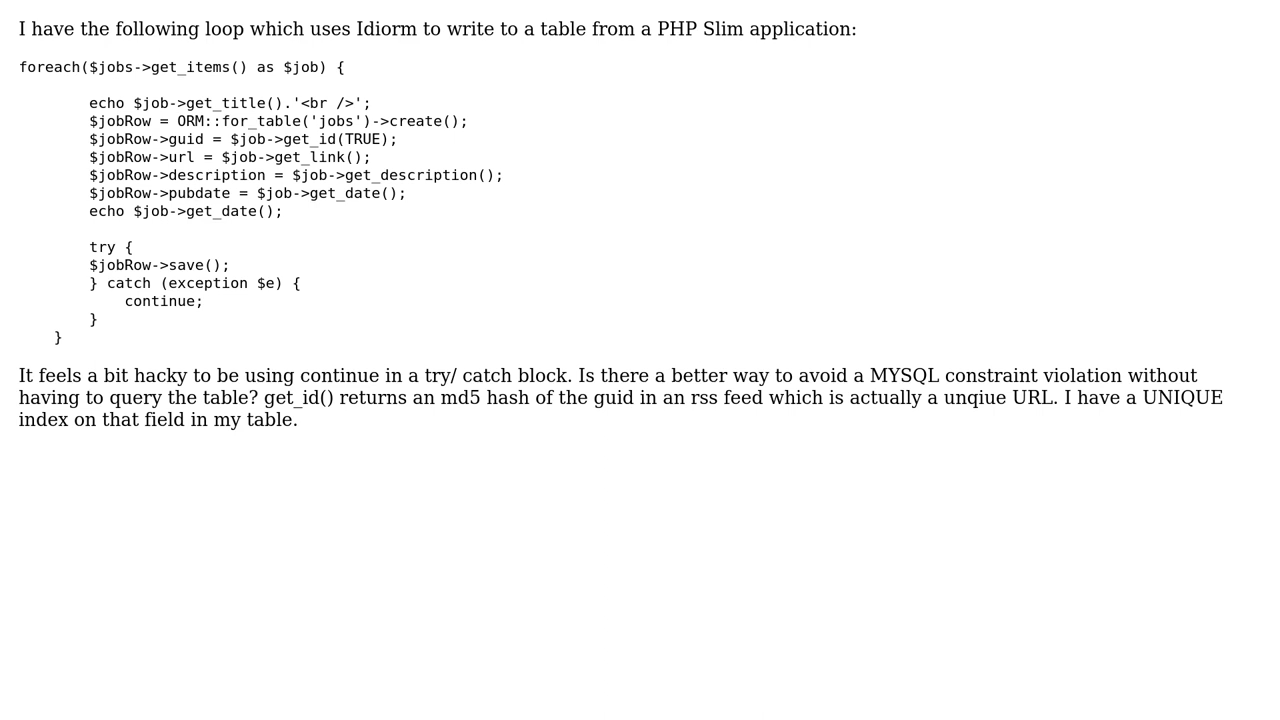 I have the following loop which uses Idiorm to write to a table from a PHP Slim application:
foreach($jobs->get_items() as $job) {
echo $job->get_title().'<br />';
$jobRow = ORM::for_table('jobs')->create();
$jobRow->guid = $job->get_id(TRUE);
$jobRow->url = $job->get_link();
$jobRow->description = $job->get_description();
$jobRow->pubdate = $job->get_date();
echo $job->get_date();
try {
$jobRow->save();
} catch (exception $e) {
continue;
}
}
It feels a bit hacky to be using continue in a try/ catch block. Is there a better way to avoid a MYSQL constraint violation without
having to query the table? get_id() returns an md5 hash of the guid in an rss feed which is actually a unqiue URL. I have a UNIQUE
index on that field in my table.